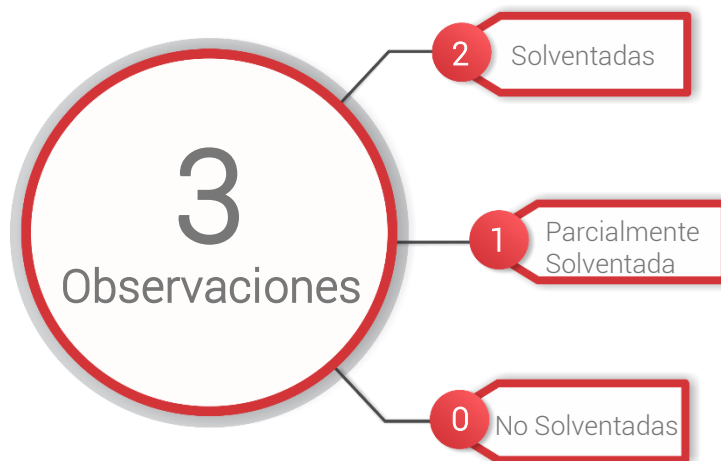 3
Observaciones
2
Solventadas
1
Parcialmente
Solventada
0
No Solventadas